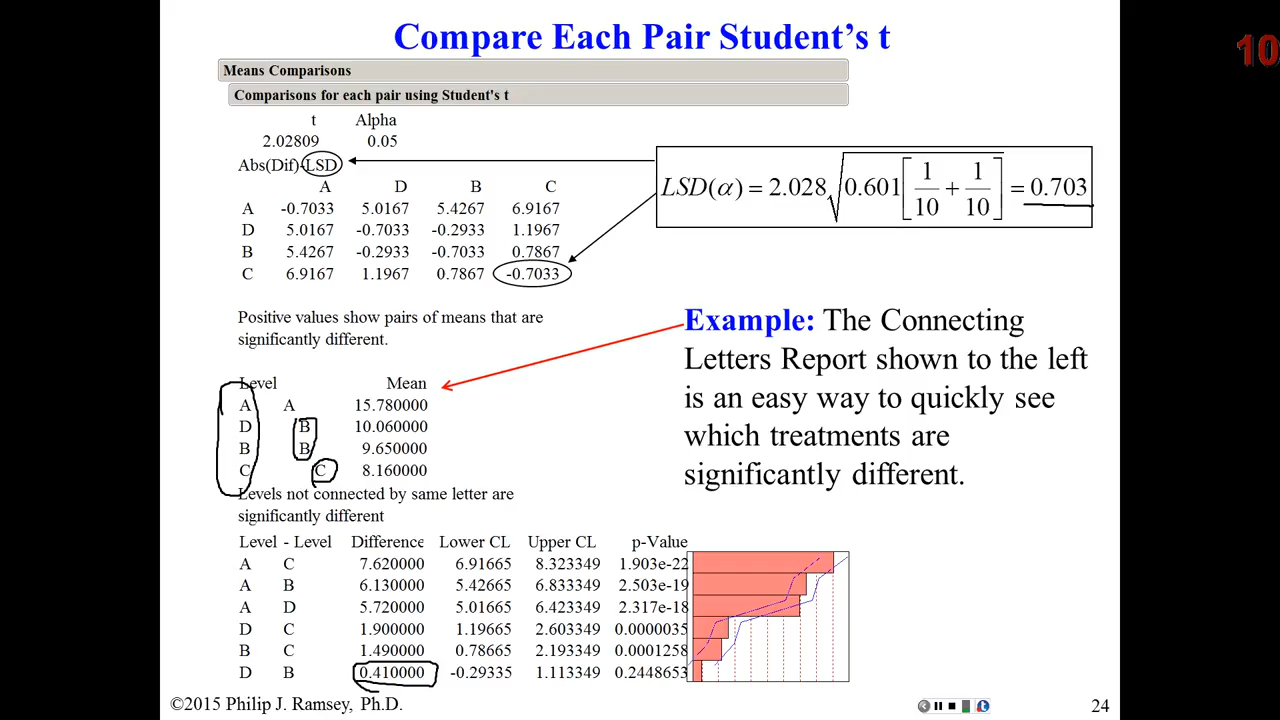 Compare Each Pair Student's t
10
Means Comparisons
Comparisons for each pair using Student's t
t Alpha
2.02809 0.05
Abs(Dif)-LSD
A D B C
A -0.7033 5.0167 5.4267 6.9167
D 5.0167 -0.7033 -0.2933 1.1967
B 5.4267 -0.2933 -0.7033 0.7867
C 6.9167 1.1967 0.7867 -0.7033
LSD(α) = 2.028√0.601[1/10 + 1/10] = 0.703
Positive values show pairs of means that are
significantly different.
Example: The Connecting
Letters Report shown to the left
is an easy way to quickly see
which treatments are
significantly different.
Level Mean
A A 15.780000
D B 10.060000
B B 9.650000
C C 8.160000
Levels not connected by same letter are
significantly different
Level - Level Difference Lower CL Upper CL p-Value
A C 7.620000 6.91665 8.323349 1.903e-22
A B 6.130000 5.42665 6.833349 2.503e-19
A D 5.720000 5.01665 6.423349 2.317e-18
D C 1.900000 1.19665 2.603349 0.0000035
B C 1.490000 0.78665 2.193349 0.0001258
D B 0.410000 -0.29335 1.113349 0.2448653
©2015 Philip J. Ramsey, Ph.D.
24